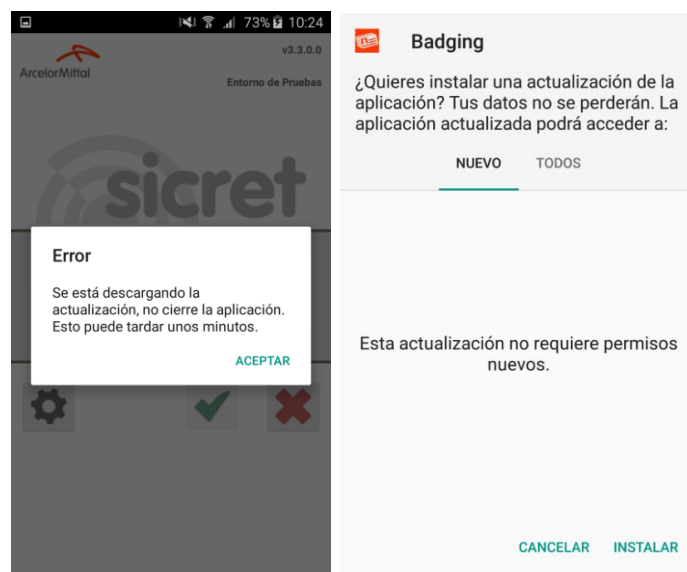 73% 10:24
v3.3.0.0
ArcelorMittal
Entorno de Pruebas
sicret
Error
Se está descargando la
actualización, no cierre la aplicación.
Esto puede tardar unos minutos.
ACEPTAR
Badging
¿Quieres instalar una actualización de la
aplicación? Tus datos no se perderán. La
aplicación actualizada podrá acceder a:
NUEVO TODOS
Esta actualización no requiere permisos
nuevos.
CANCELAR INSTALAR